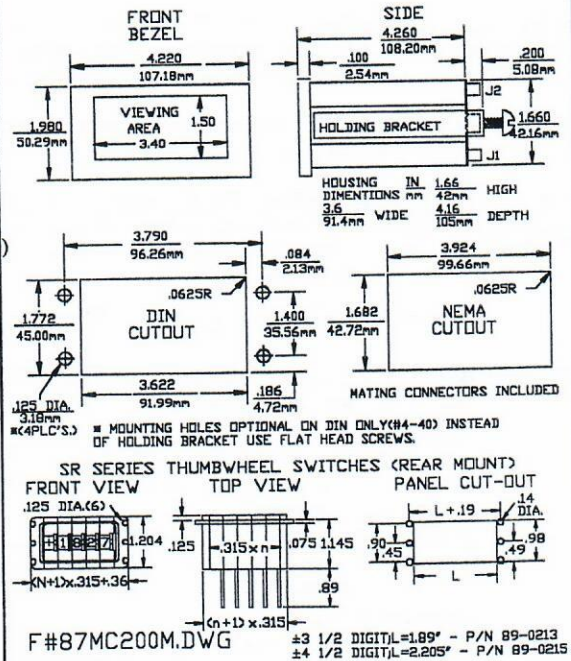 FRONT
BEZEL
4.220
107.18mm
1.980
50.29mm
VIEWING
AREA
1.50
3.40
SIDE
4.260
108.20mm
.100
2.54mm
.200
5.08mm
J2
HOLDING BRACKET
1.660
42.16mm
J1
HOUSING IN 1.66 HIGH
DIMENTIONS mm 42mm
3.6 WIDE 4.16 DEPTH
91.4mm 105mm
)
3.790
96.26mm
.084
2.13mm
.0625R
DIN
CUTOUT
1.772
45.00mm
1.400
35.56mm
3.622
91.99mm
.186
4.72mm
.125 DIA.
3.18mm
¤(4PLC'S.)
3.924
99.66mm
.0625R
NEMA
CUTOUT
1.682
42.72mm
MATING CONNECTORS INCLUDED
¤ MOUNTING HOLES OPTIONAL ON DIN ONLY(#4-40) INSTEAD
OF HOLDING BRACKET USE FLAT HEAD SCREWS.
SR SERIES THUMBWHEEL SWITCHES (REAR MOUNT)
FRONT VIEW
.125 DIA.(6)
1.204
(N+1)x.315+.36
TOP VIEW
.125
.315xn
.075
1.145
.89
(n+1)x.315
PANEL CUT-OUT
L+.19
.14
DIA.
.90
.45
.98
.49
L
F#87MC200M.DWG
±3 1/2 DIGIT;L=1.89" - P/N 89-0213
±4 1/2 DIGIT;L=2.205" - P/N 89-0215